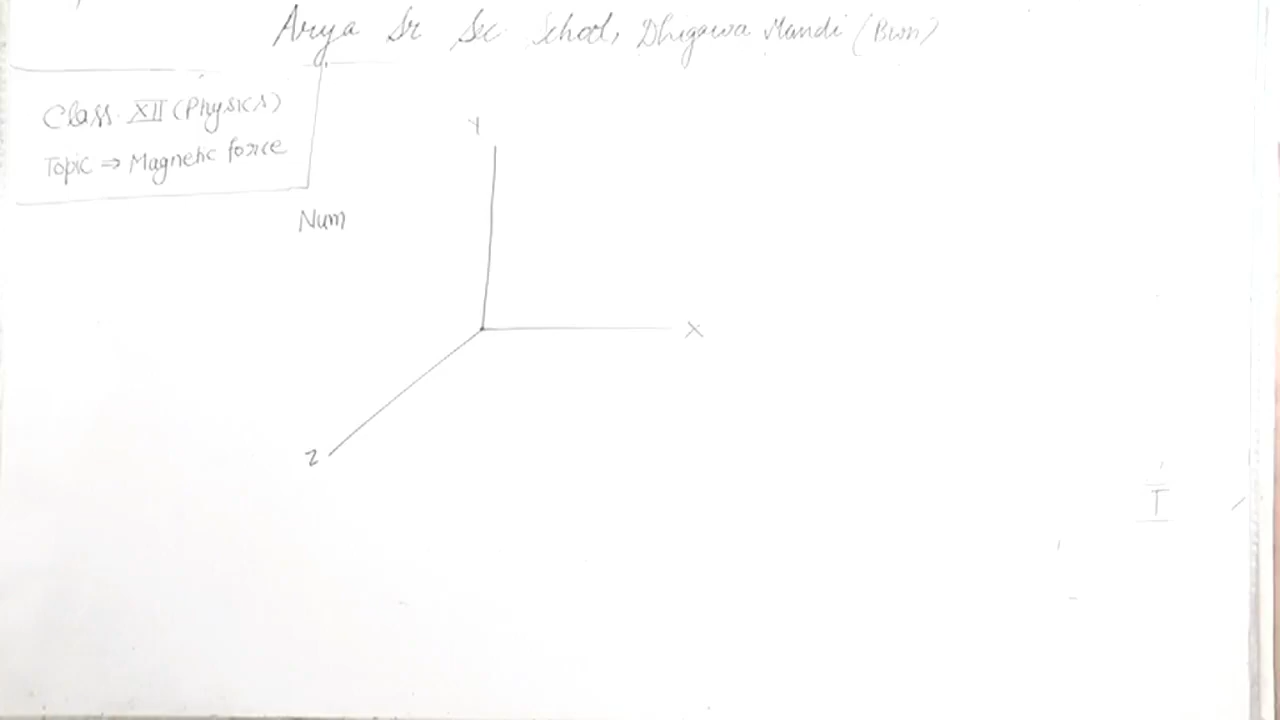 Arya Sr Sec. School, Dhigawa Mandi (Bwn)
Class. XII (Physics)
Topic ⇒ Magnetic force
Num
Y
X
Z
I